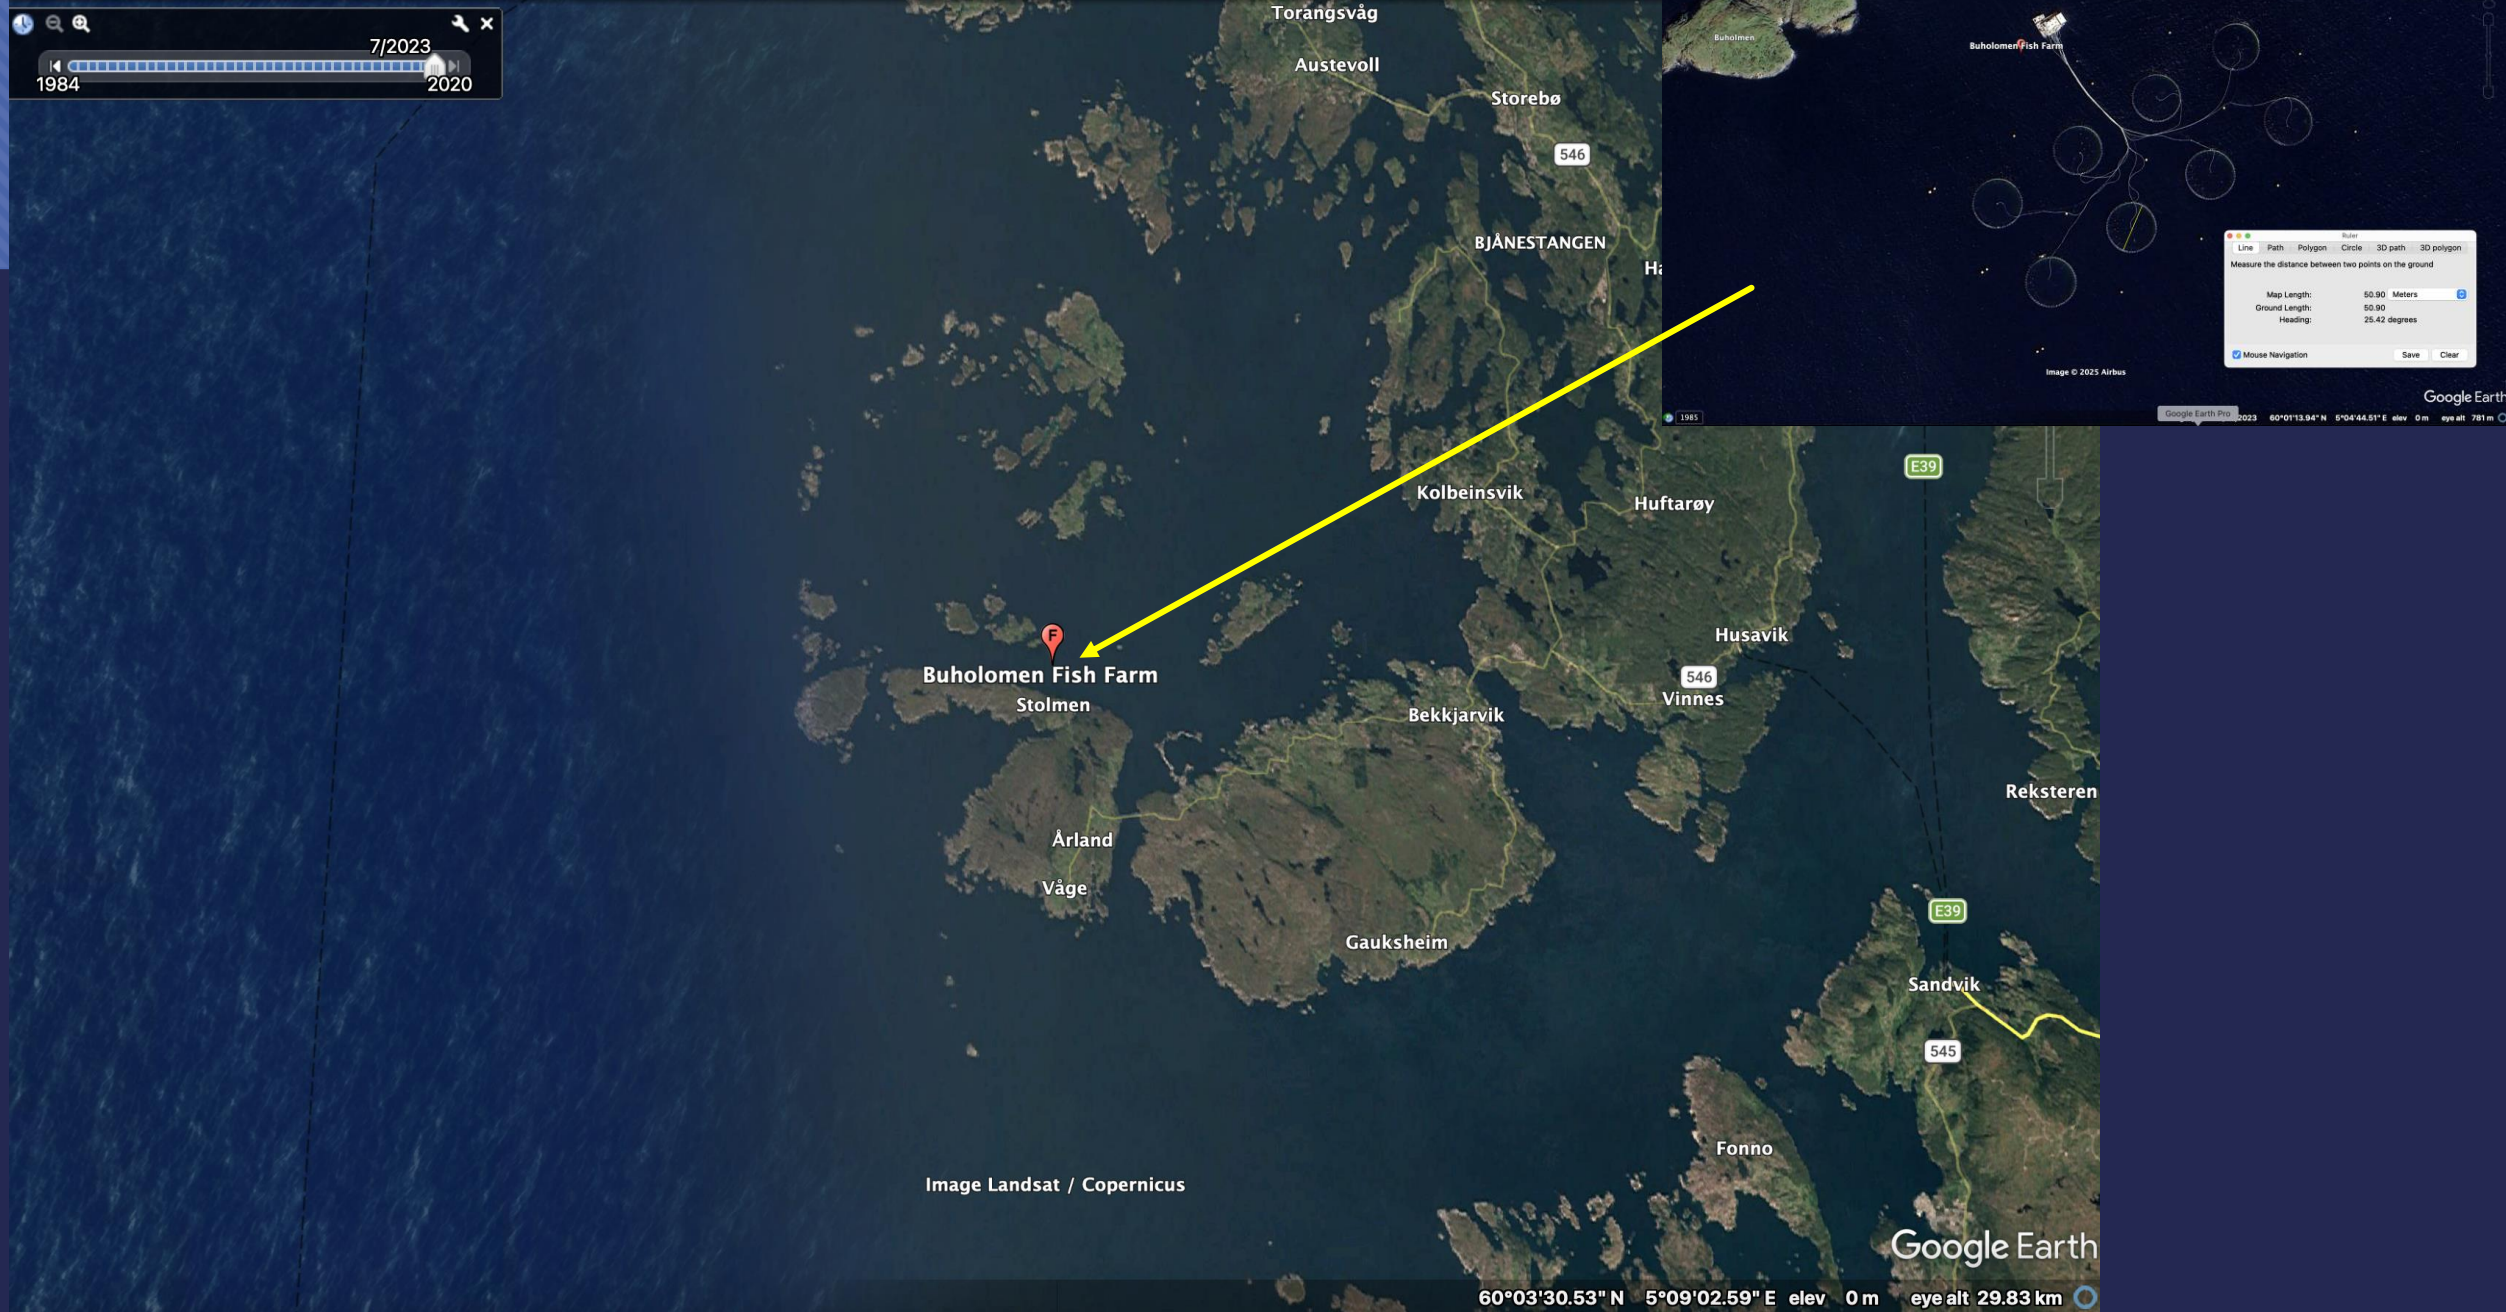 7/2023
1984
2020
Torangsvåg
Austevoll
Storebø
546
BJÅNESTANGEN
Ha
Kolbeinsvik
Huftarøy
E39
Husavik
Buholomen Fish Farm
Stolmen
546
Vinnes
Bekkjarvik
Reksteren
Årland
Våge
E39
Gauksheim
Sandvik
545
Fonno
Image Landsat / Copernicus
Google Earth
60°03'30.53" N 5°09'02.59" E elev 0 m eye alt 29.83 km
F
Buholmen
Buholomen Fish Farm
Ruler
Line Path Polygon Circle 3D path 3D polygon
Measure the distance between two points on the ground
Map Length: 50.90 Meters
Ground Length: 50.90
Heading: 25.42 degrees
Mouse Navigation Save Clear
Image © 2025 Airbus
Google Earth
1985
Google Earth Pro
2023 60°01'13.94" N 5°04'44.51" E elev 0 m eye alt 781 m